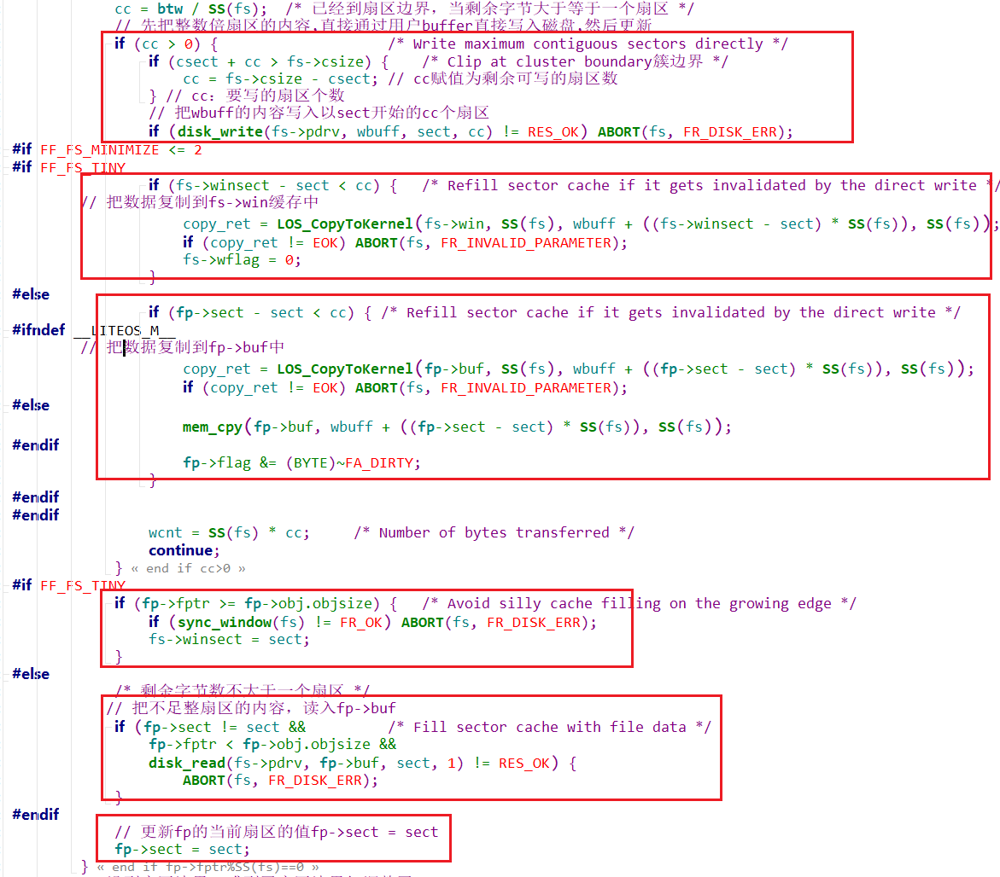 cc = btw / SS(fs);  /* 已经到扇区边界，当剩余字节大于等于一个扇区 */
// 先把整数倍扇区的内容,直接通过用户buffer直接写入磁盘,然后更新
if (cc > 0) {                    /* Write maximum contiguous sectors directly */
if (csect + cc > fs->csize) {    /* Clip at cluster boundary簇边界 */
cc = fs->csize - csect; // cc赋值为剩余可写的扇区数
} // cc: 要写的扇区个数
// 把wbuff的内容写入以sect开始的cc个扇区
if (disk_write(fs->pdrv, wbuff, sect, cc) != RES_OK) ABORT(fs, FR_DISK_ERR);
#if FF_FS_MINIMIZE <= 2
#if FF_FS_TINY
if (fs->winsect - sect < cc) {   /* Refill sector cache if it gets invalidated by the direct write */
// 把数据复制到fs->win缓存中
copy_ret = LOS_CopyToKernel(fs->win, SS(fs), wbuff + ((fs->winsect - sect) * SS(fs)), SS(fs));
if (copy_ret != EOK) ABORT(fs, FR_INVALID_PARAMETER);
fs->wflag = 0;
}
#else
if (fp->sect - sect < cc) { /* Refill sector cache if it gets invalidated by the direct write */
#ifndef __LITEOS_M__
// 把数据复制到fp->buf中
copy_ret = LOS_CopyToKernel(fp->buf, SS(fs), wbuff + ((fp->sect - sect) * SS(fs)), SS(fs));
if (copy_ret != EOK) ABORT(fs, FR_INVALID_PARAMETER);
#else
mem_cpy(fp->buf, wbuff + ((fp->sect - sect) * SS(fs)), SS(fs));
#endif
fp->flag &= (BYTE)~FA_DIRTY;
}
#endif
#endif
wcnt = SS(fs) * cc;      /* Number of bytes transferred */
continue;
} « end if cc>0 »
#if FF_FS_TINY
if (fp->fptr >= fp->obj.objsize) {   /* Avoid silly cache filling on the growing edge */
if (sync_window(fs) != FR_OK) ABORT(fs, FR_DISK_ERR);
fs->winsect = sect;
}
#else
/* 剩余字节数不大于一个扇区 */
// 把不足整扇区的内容，读入fp->buf
if (fp->sect != sect &&          /* Fill sector cache with file data */
fp->fptr < fp->obj.objsize &&
disk_read(fs->pdrv, fp->buf, sect, 1) != RES_OK) {
ABORT(fs, FR_DISK_ERR);
}
#endif
// 更新fp的当前扇区的值fp->sect = sect
fp->sect = sect;
} « end if fp->fptr%SS(fs)==0 »